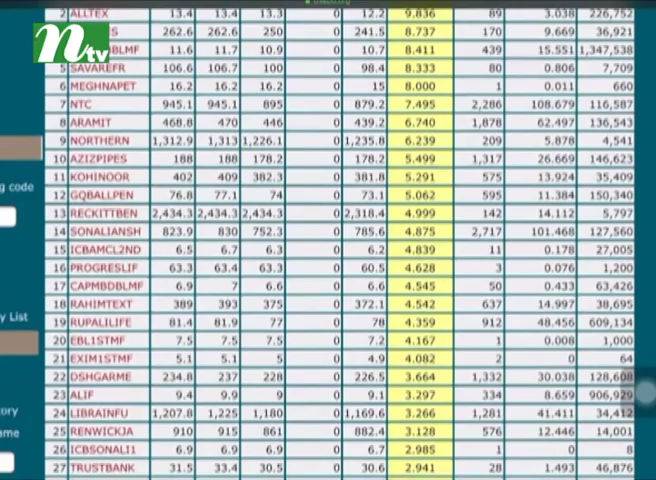 2 ALLTEX 13.4 13.4 13.3 0 12.2 9.836 89 3.038 226,752
S 262.6 262.6 250 0 241.5 8.737 170 9.669 36,921
DBLMF 11.6 11.7 10.9 0 10.7 8.411 439 15.551 1,347,538
ntv
5 SAVAREFR 106.6 106.7 100 0 98.4 8.333 80 0.806 7,709
6 MEGHNAPET 16.2 16.2 16.2 0 15 8.000 1 0.011 660
7 NTC 945.1 945.1 895 0 879.2 7.495 2,286 108.679 116,587
8 ARAMIT 468.8 470 446 0 439.2 6.740 1,878 62.497 136,543
9 NORTHERN 1,312.9 1,313 1,226.1 0 1,235.8 6.239 209 5.878 4,541
10 AZIZPIPES 188 188 178.2 0 178.2 5.499 1,317 26.669 146,623
11 KOHINOOR 402 409 382.3 0 381.8 5.291 575 13.924 35,409
g code
12 GQBALLPEN 76.8 77.1 74 0 73.1 5.062 595 11.384 150,340
13 RECKITTBEN 2,434.3 2,434.3 2,434.3 0 2,318.4 4.999 142 14.112 5,797
14 SONALIANSH 823.9 830 752.3 0 785.6 4.875 2,717 101.468 127,560
15 ICBAMCL2ND 6.5 6.7 6.3 0 6.2 4.839 11 0.178 27,005
16 PROGRESLIF 63.3 63.4 63.3 0 60.5 4.628 3 0.076 1,200
17 CAPMBDBLMF 6.9 7 6.6 0 6.6 4.545 50 0.433 63,426
18 RAHIMTEXT 389 393 375 0 372.1 4.542 637 14.997 38,695
y List
19 RUPALILIFE 81.4 81.9 77 0 78 4.359 912 48.456 609,134
20 EBL1STMF 7.5 7.5 7.5 0 7.2 4.167 1 0.008 1,000
21 EXIM1STMF 5.1 5.1 5 0 4.9 4.082 2 0 64
22 DSHGARME 234.8 237 228 0 226.5 3.664 1,332 30.038 128,608
23 ALIF 9.4 9.9 9 0 9.1 3.297 334 8.659 906,929
24 LIBRAINFU 1,207.8 1,225 1,180 0 1,169.6 3.266 1,281 41.411 34,412
ory
25 RENWICKJA 910 915 861 0 882.4 3.128 576 12.446 14,001
ame
26 ICBSONALI1 6.9 6.9 6.9 0 6.7 2.985 1 0 8
27 TRUSTBANK 31.5 33.4 30.5 0 30.6 2.941 28 1.493 46,876